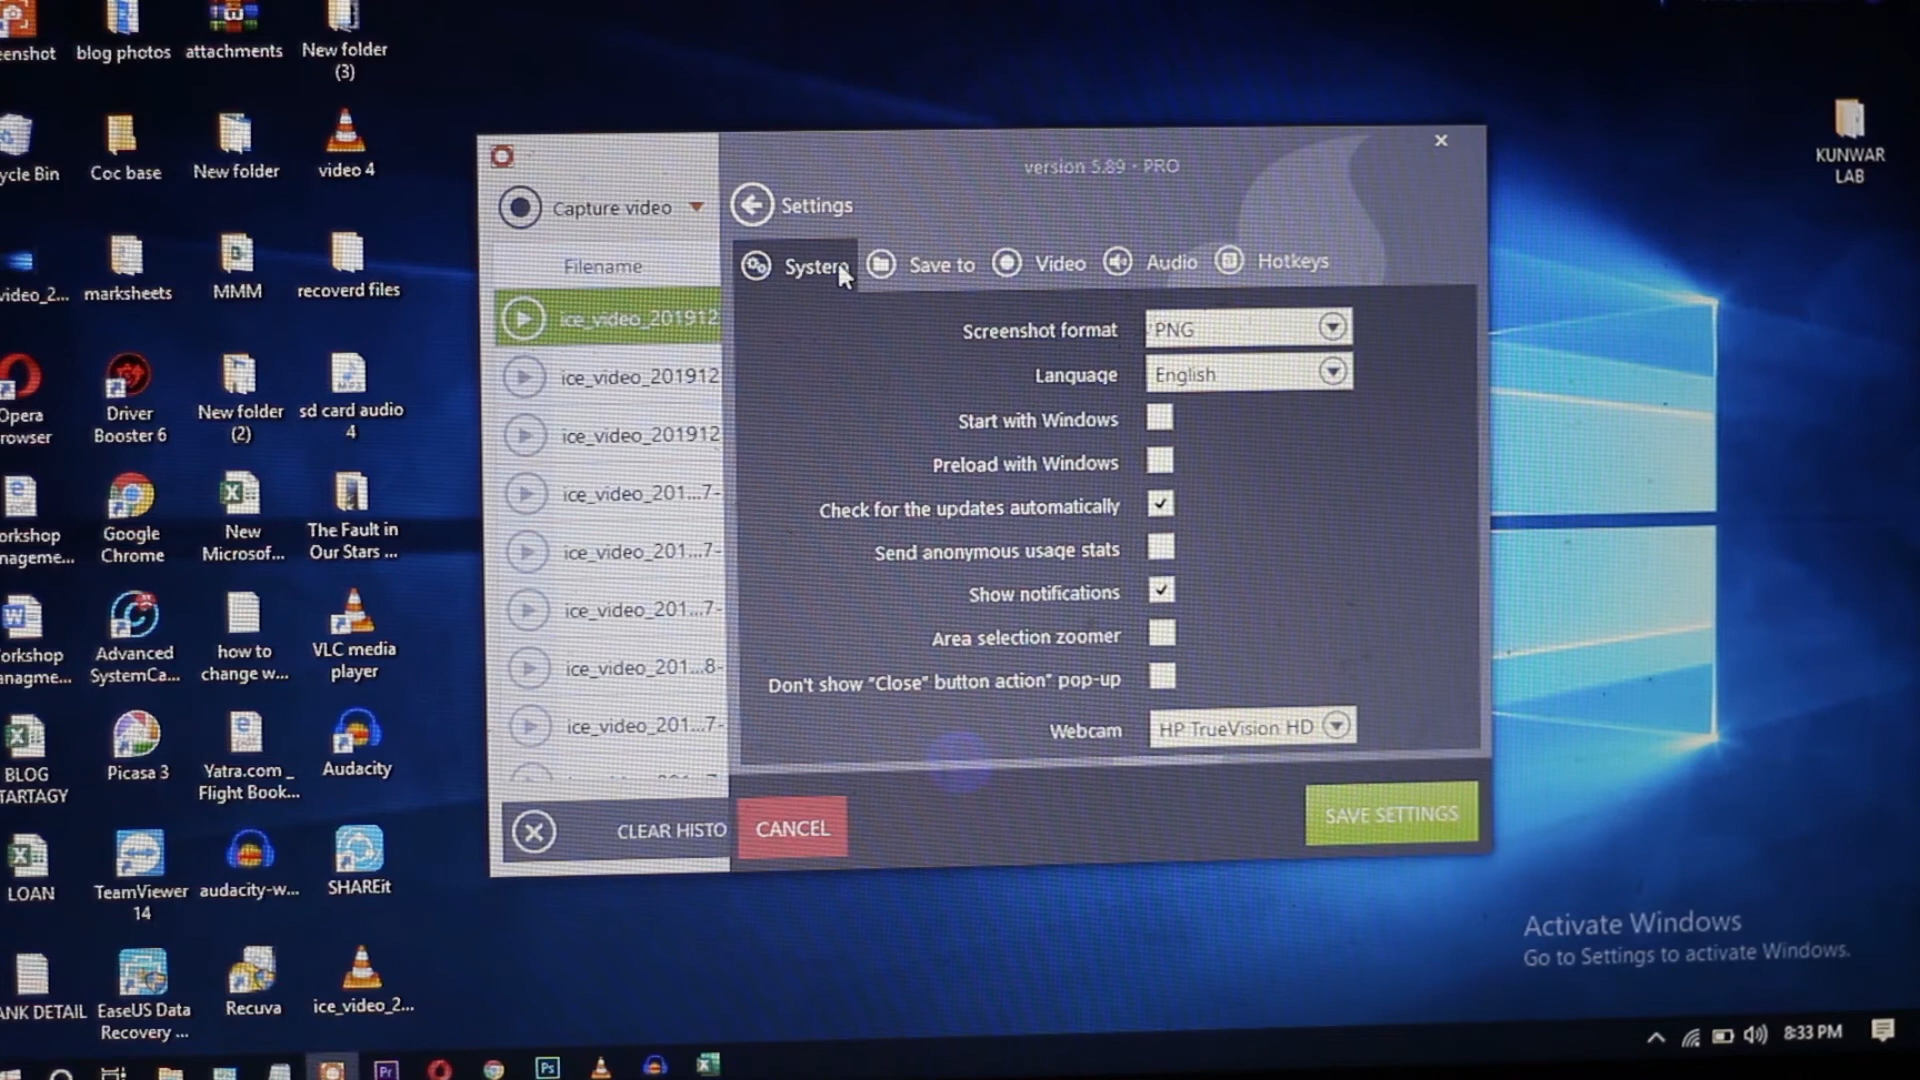 enshot
blog photos
attachments
New folder
(3)
ycle Bin
Coc base
New folder
video 4
video_2...
marksheets
MMM
recoverd files
Opera
rowser
Driver
Booster 6
New folder
(2)
sd card audio
4
orkshop
nageme...
Google
Chrome
New
Microsof...
The Fault in
Our Stars ...
orkshop
anagme...
Advanced
SystemCa...
how to
change w...
VLC media
player
BLOG
TARTAGY
Picasa 3
Yatra.com _
Flight Book...
Audacity
LOAN
TeamViewer
14
audacity-w...
SHAREit
ANK DETAIL
EaseUS Data
Recovery ...
Recuva
ice_video_2...
KUNWAR
LAB
version 5.89 - PRO
Capture video
Settings
Filename
System
Save to
Video
Audio
Hotkeys
ice_video_201912
ice_video_201912
ice_video_201912
ice_video_201...7-
ice_video_201...7-
ice_video_201...7-
ice_video_201...8-
ice_video_201...7-
Screenshot format
PNG
Language
English
Start with Windows
Preload with Windows
Check for the updates automatically
Send anonymous usage stats
Show notifications
Area selection zoomer
Don't show "Close" button action" pop-up
Webcam
HP TrueVision HD
CLEAR HISTO
CANCEL
SAVE SETTINGS
Activate Windows
Go to Settings to activate Windows.
8:33 PM
Pr
Ps